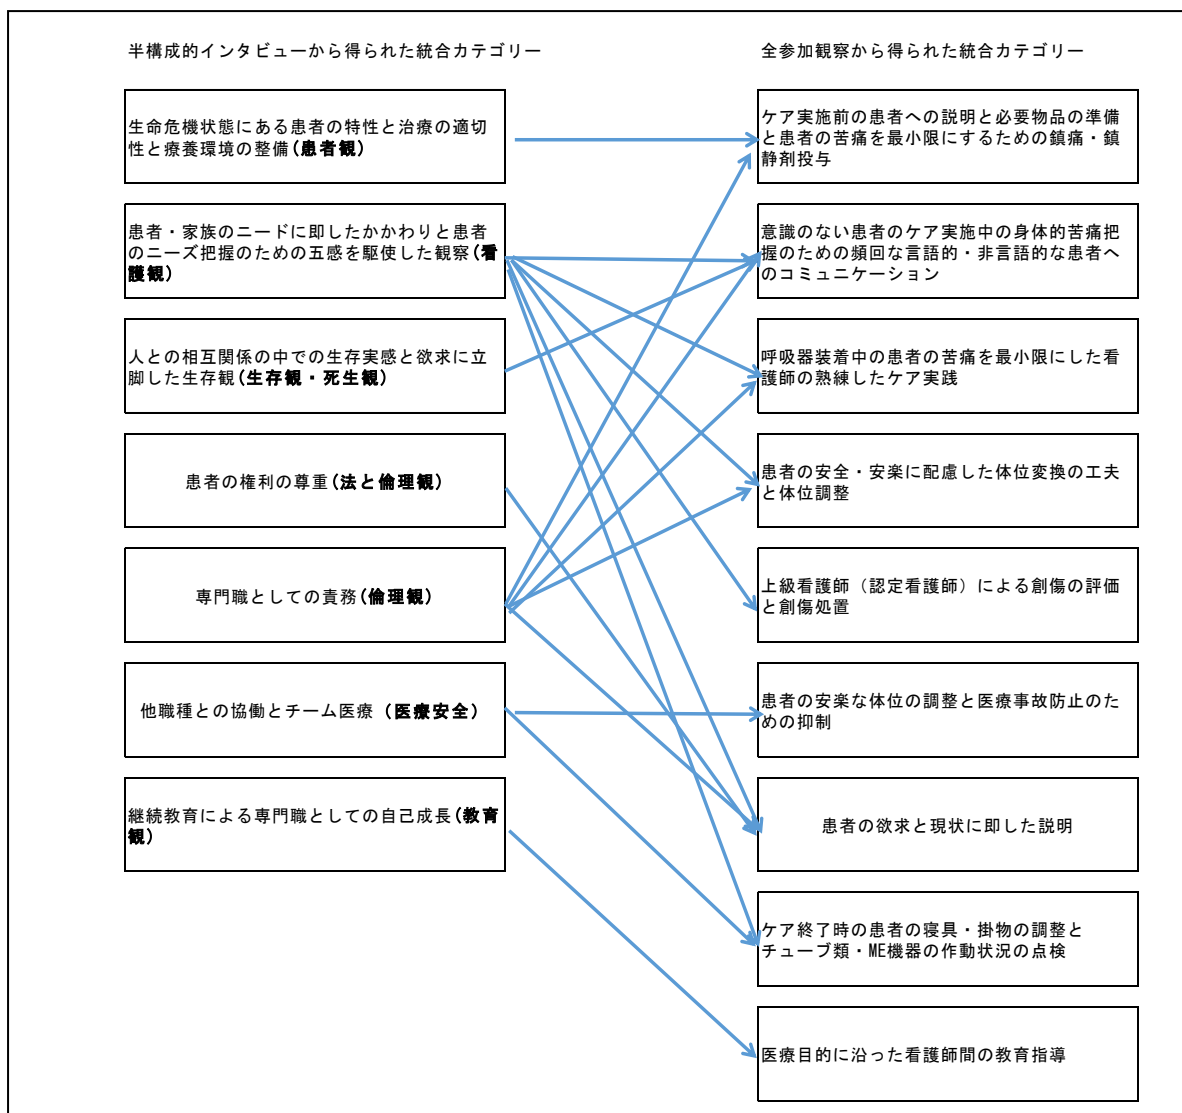 半構成的インタビューから得られた統合カテゴリー
生命危機状態にある患者の特性と治療の適切
性と療養環境の整備(患者観)
患者・家族のニードに即したかかわりと患者
のニーズ把握のための五感を駆使した観察(看
護観)
人との相互関係の中での生存実感と欲求に立
脚した生存観(生存観・死生観)
患者の権利の尊重(法と倫理観)
専門職としての責務(倫理観)
他職種との協働とチーム医療(医療安全)
継続教育による専門職としての自己成長(教育
観)
全参加観察から得られた統合カテゴリー
ケア実施前の患者への説明と必要物品の準備
と患者の苦痛を最小限にするための鎮痛・鎮
静剤投与
意識のない患者のケア実施中の身体的苦痛把
握のための頻回な言語的・非言語的な患者へ
のコミュニケーション
呼吸器装着中の患者の苦痛を最小限にした看
護師の熟練したケア実践
患者の安全・安楽に配慮した体位変換の工夫
と体位調整
上級看護師（認定看護師）による創傷の評価
と創傷処置
患者の安楽な体位の調整と医療事故防止のた
めの抑制
患者の欲求と現状に即した説明
ケア終了時の患者の寝具・掛物の調整と
チューブ類・ME機器の作動状況の点検
医療目的に沿った看護師間の教育指導